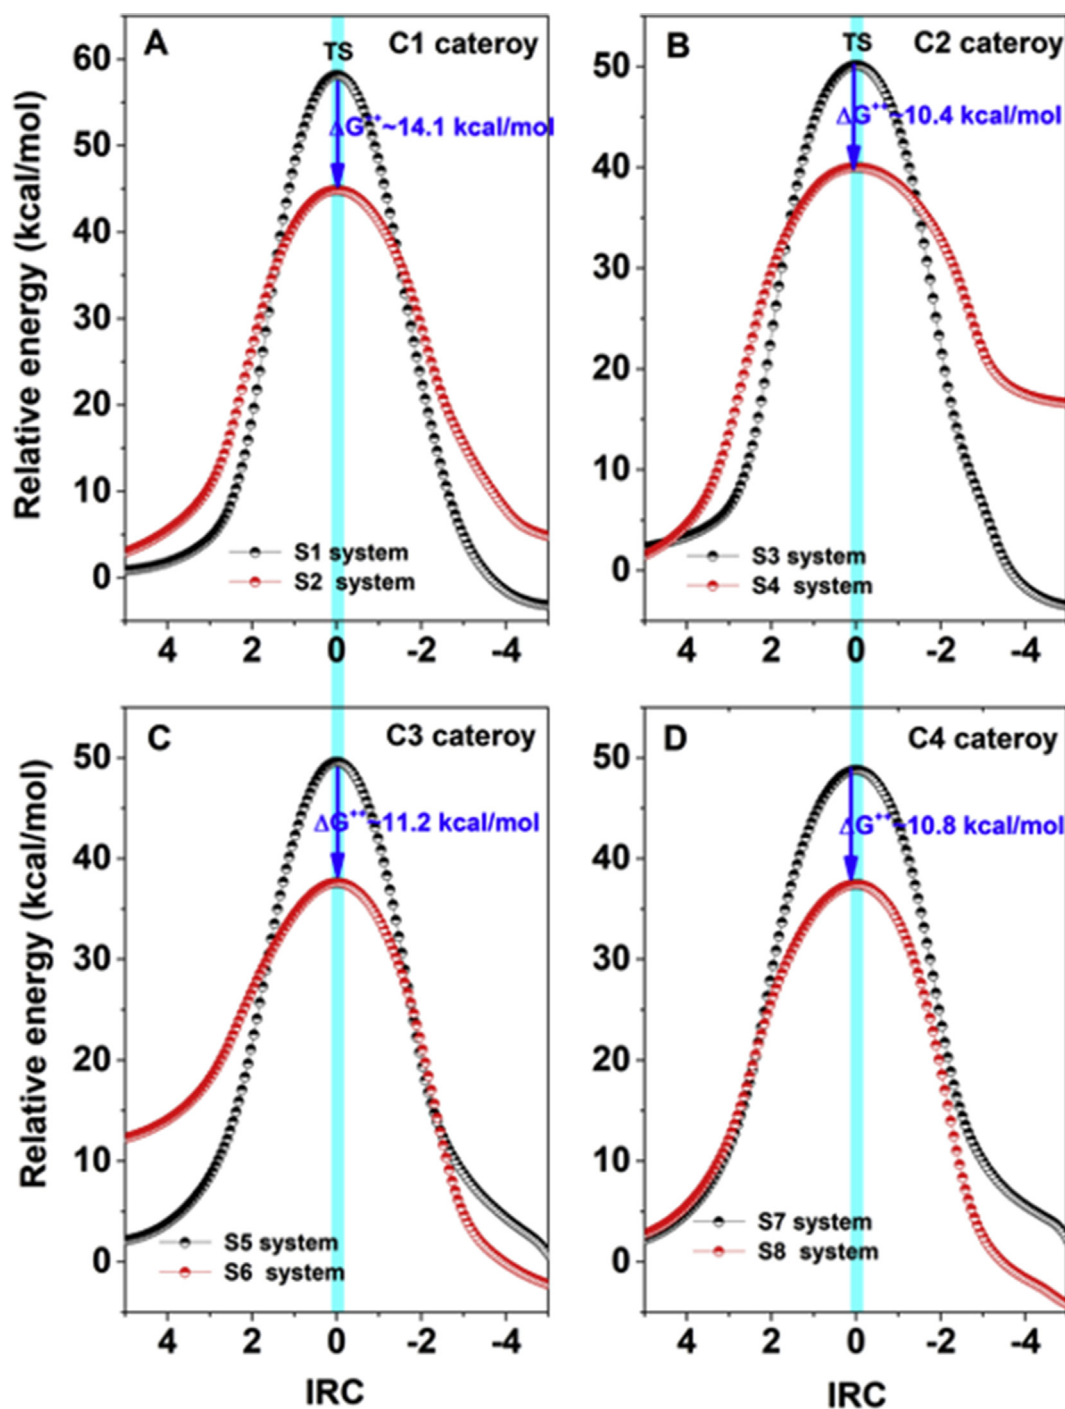 A
TS
C1 cateroy
ΔG⁺⁺~14.1 kcal/mol
Relative energy (kcal/mol)
60
50
40
30
20
10
0
S1 system
S2 system
4 2 0 -2 -4
B
TS
C2 cateroy
ΔG⁺⁺~10.4 kcal/mol
50
40
30
20
10
0
S3 system
S4 system
4 2 0 -2 -4
C
C3 cateroy
ΔG⁺⁺~11.2 kcal/mol
Relative energy (kcal/mol)
50
40
30
20
10
0
S5 system
S6 system
4 2 0 -2 -4
IRC
D
C4 cateroy
ΔG⁺⁺~10.8 kcal/mol
50
40
30
20
10
0
S7 system
S8 system
4 2 0 -2 -4
IRC